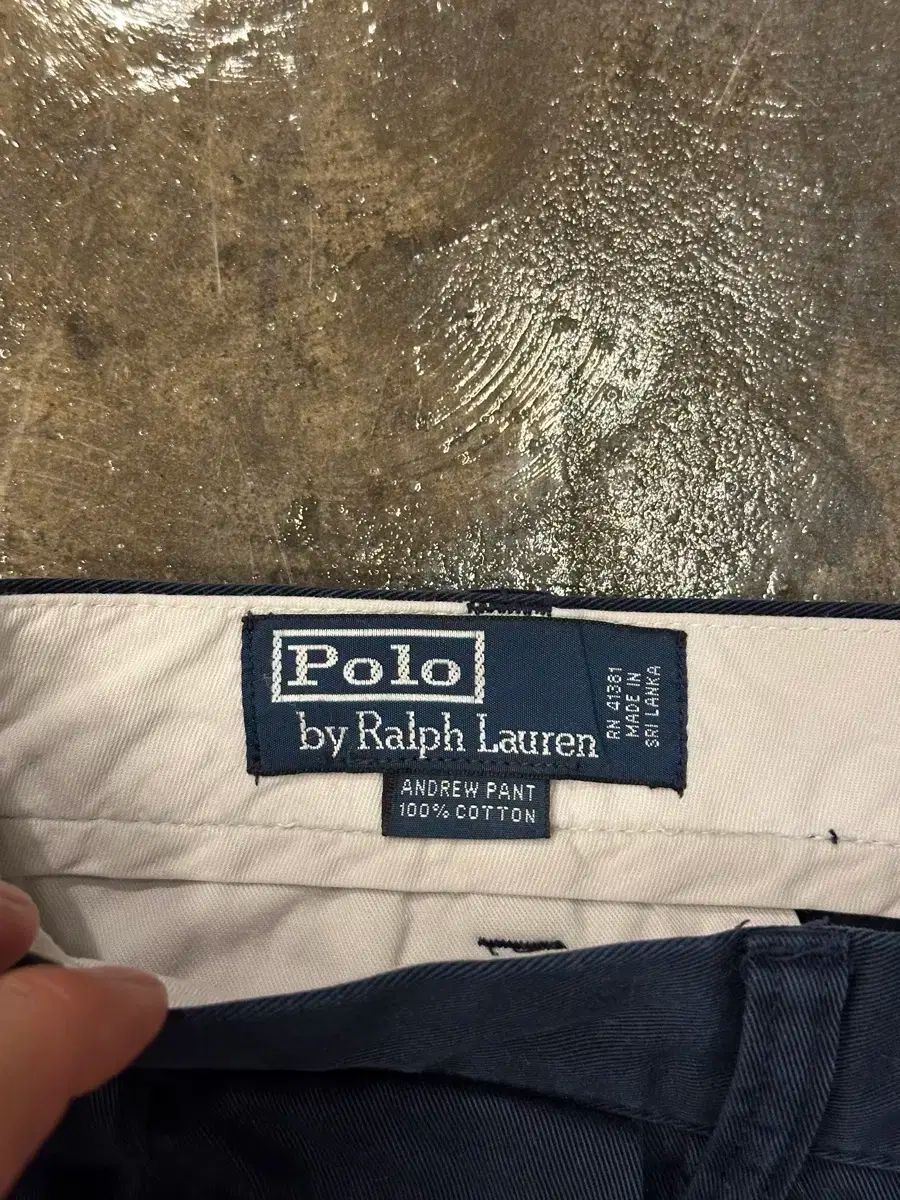 Polo
by Ralph Lauren
RN 41381
MADE IN
SRI LANKA
ANDREW PANT
100% COTTON